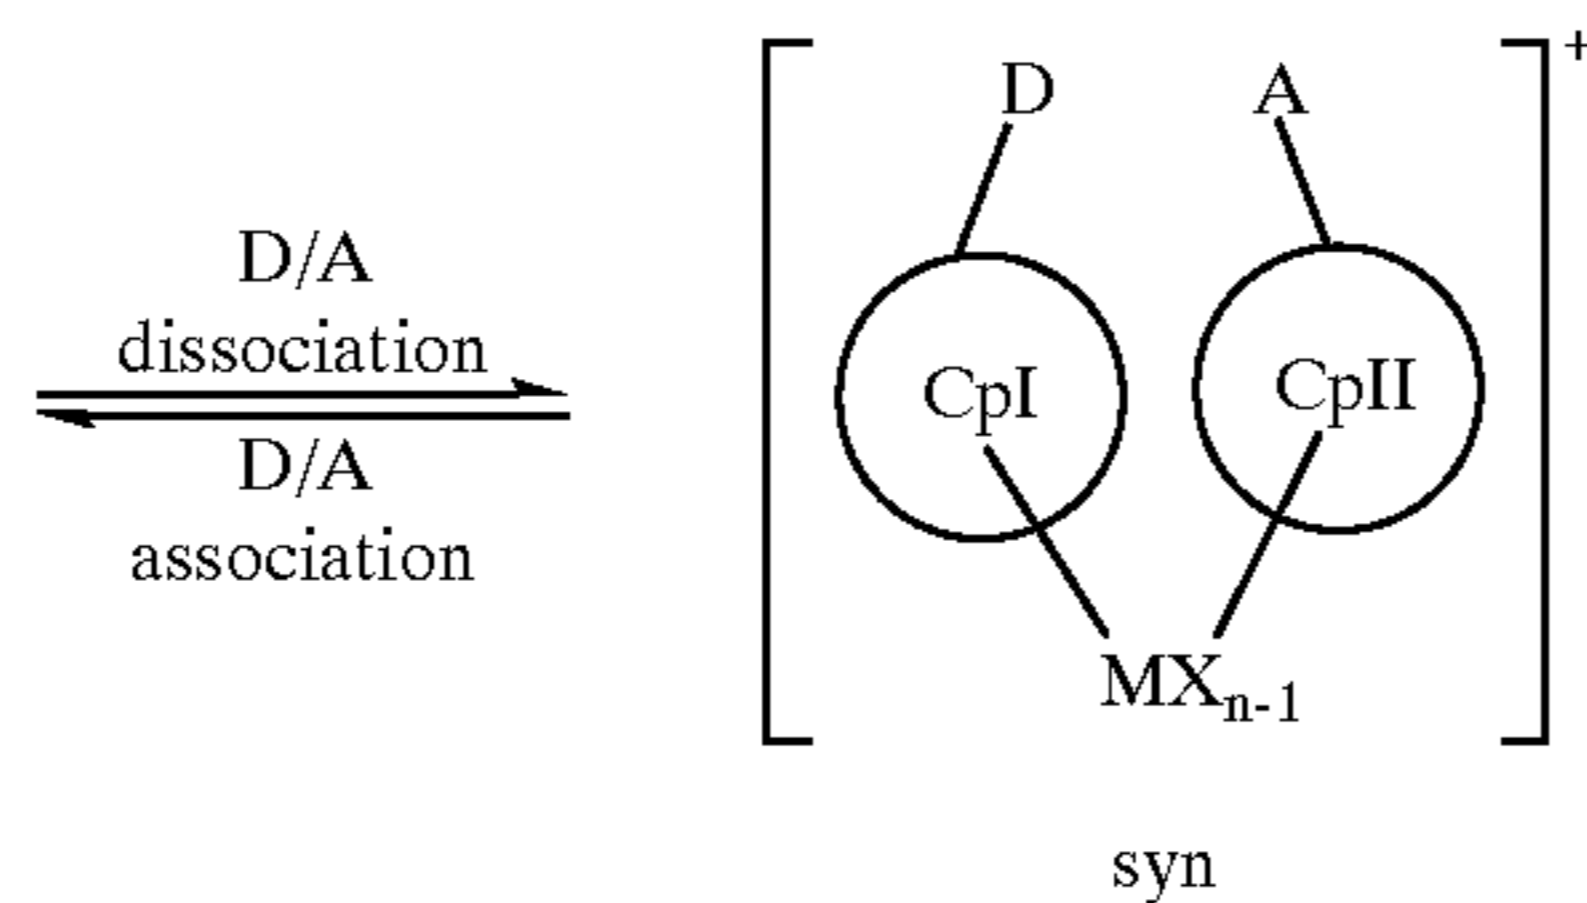 D/A
dissociation
D/A
association
+
D A
CpI CpII
MXn-1
syn